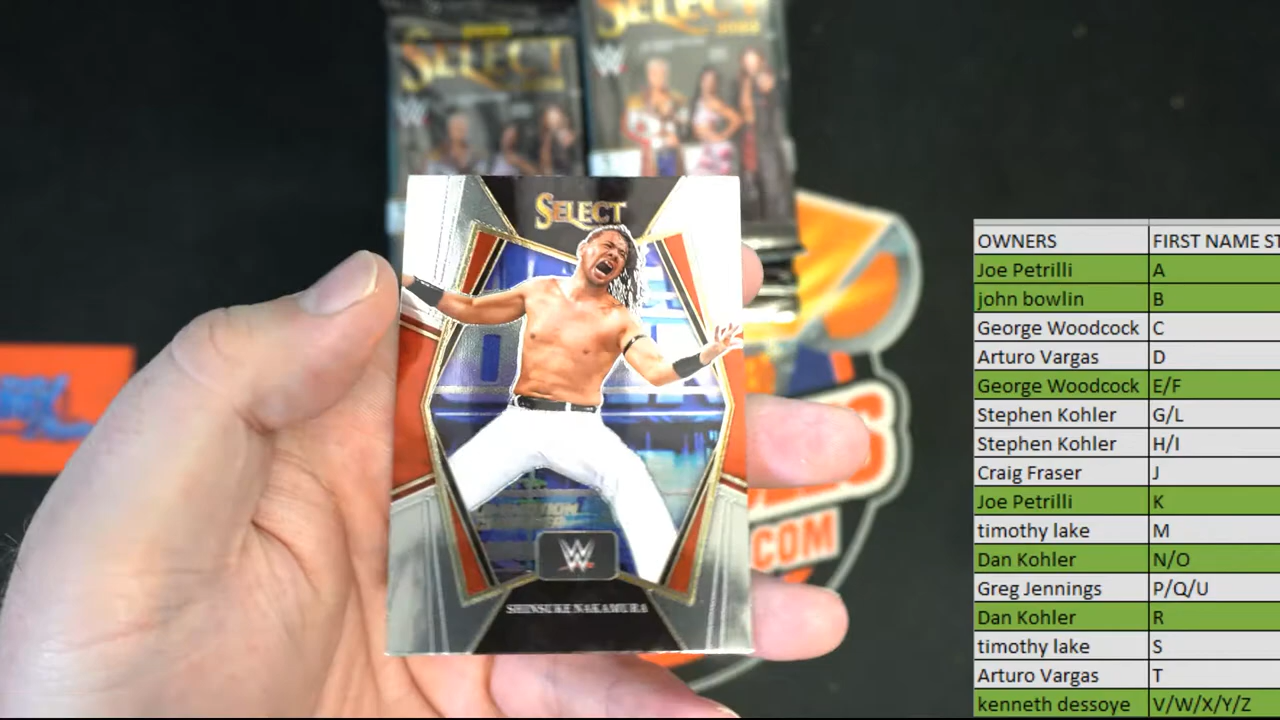 SELECT
SELECT
2022
SELECT
SHINSUKE NAKAMURA
.COM
OWNERS FIRST NAME ST
Joe Petrilli A
john bowlin B
George Woodcock C
Arturo Vargas D
George Woodcock E/F
Stephen Kohler G/L
Stephen Kohler H/I
Craig Fraser J
Joe Petrilli K
timothy lake M
Dan Kohler N/O
Greg Jennings P/Q/U
Dan Kohler R
timothy lake S
Arturo Vargas T
kenneth dessoye V/W/X/Y/Z